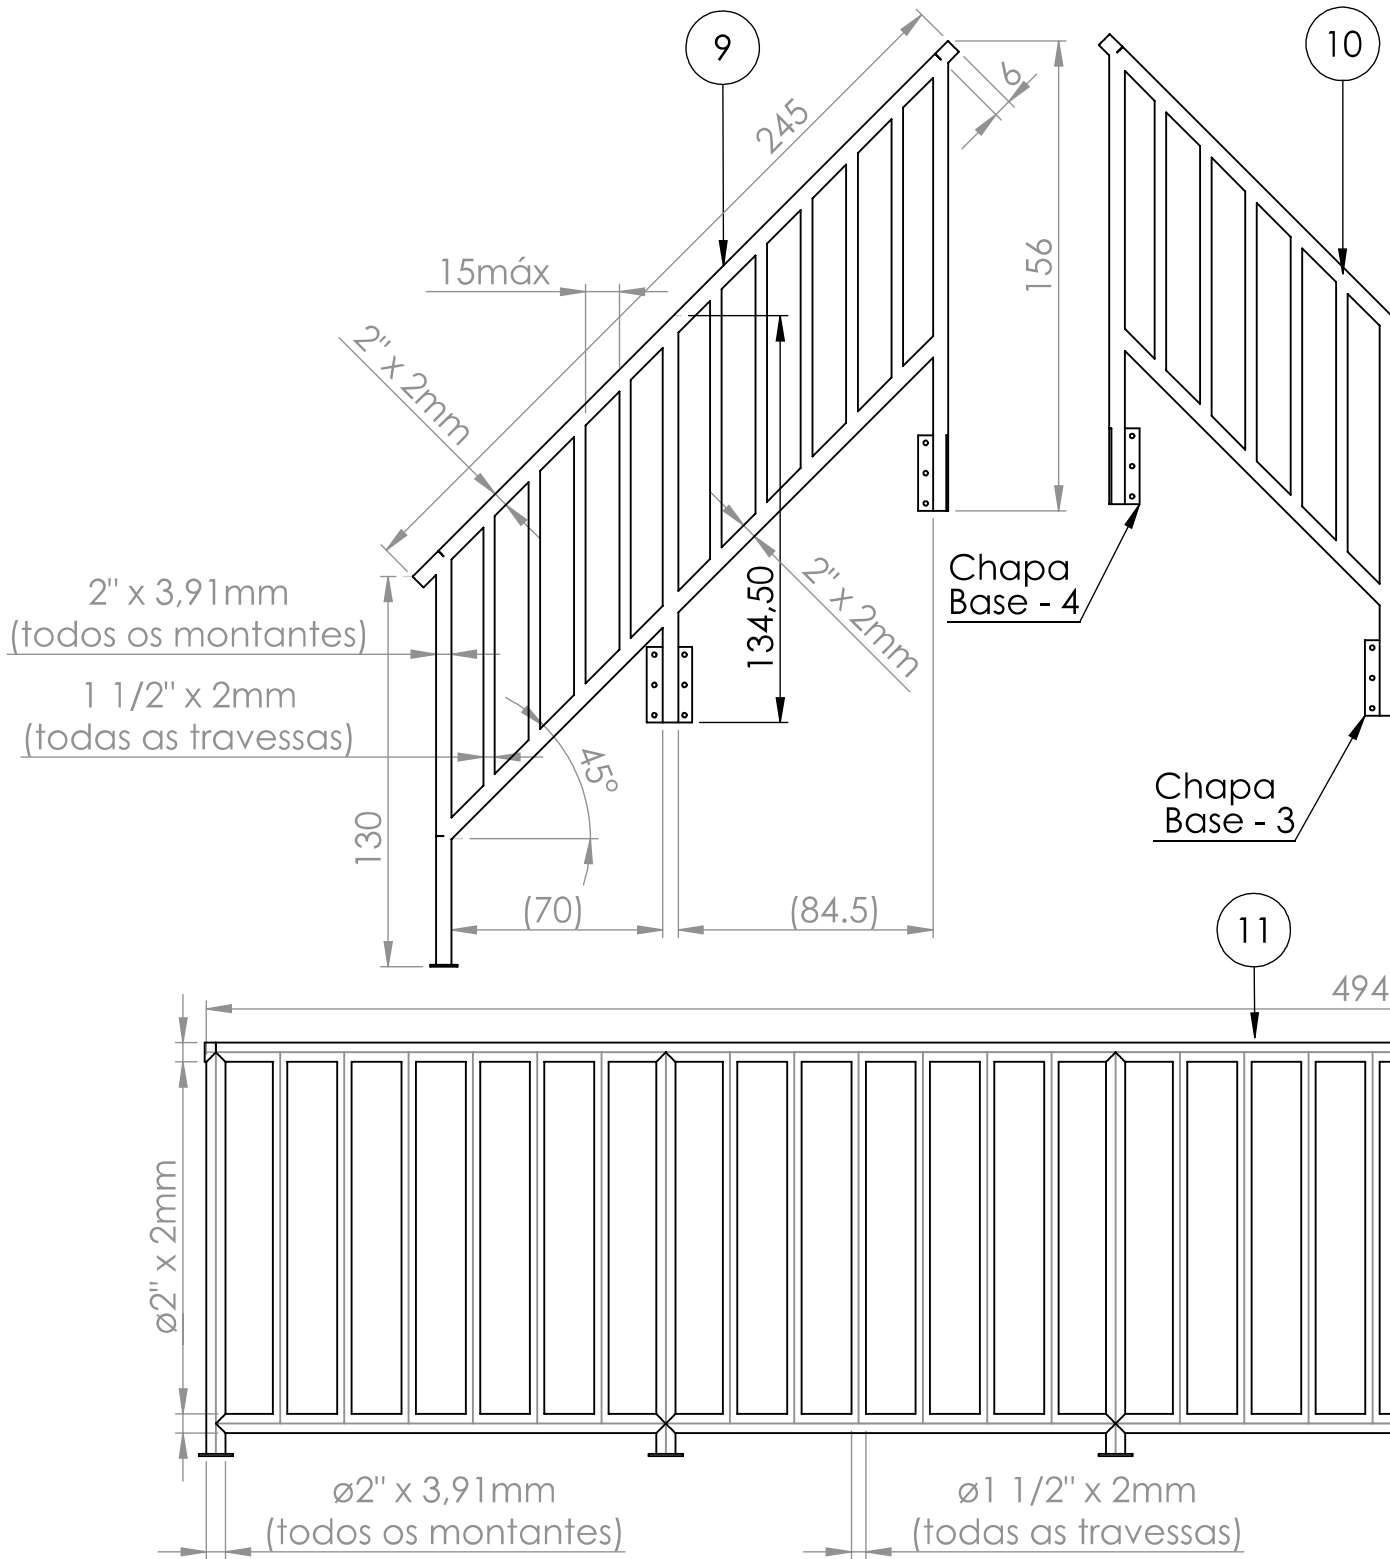 9
10
245
6
15máx
156
2" x 2mm
2" x 3,91mm
(todos os montantes)
1 1/2" x 2mm
(todas as travessas)
134,50
2" x 2mm
Chapa
Base - 4
45°
130
Chapa
Base - 3
(70)
(84.5)
11
494
ø2" x 2mm
ø2" x 3,91mm
(todos os montantes)
ø1 1/2" x 2mm
(todas as travessas)